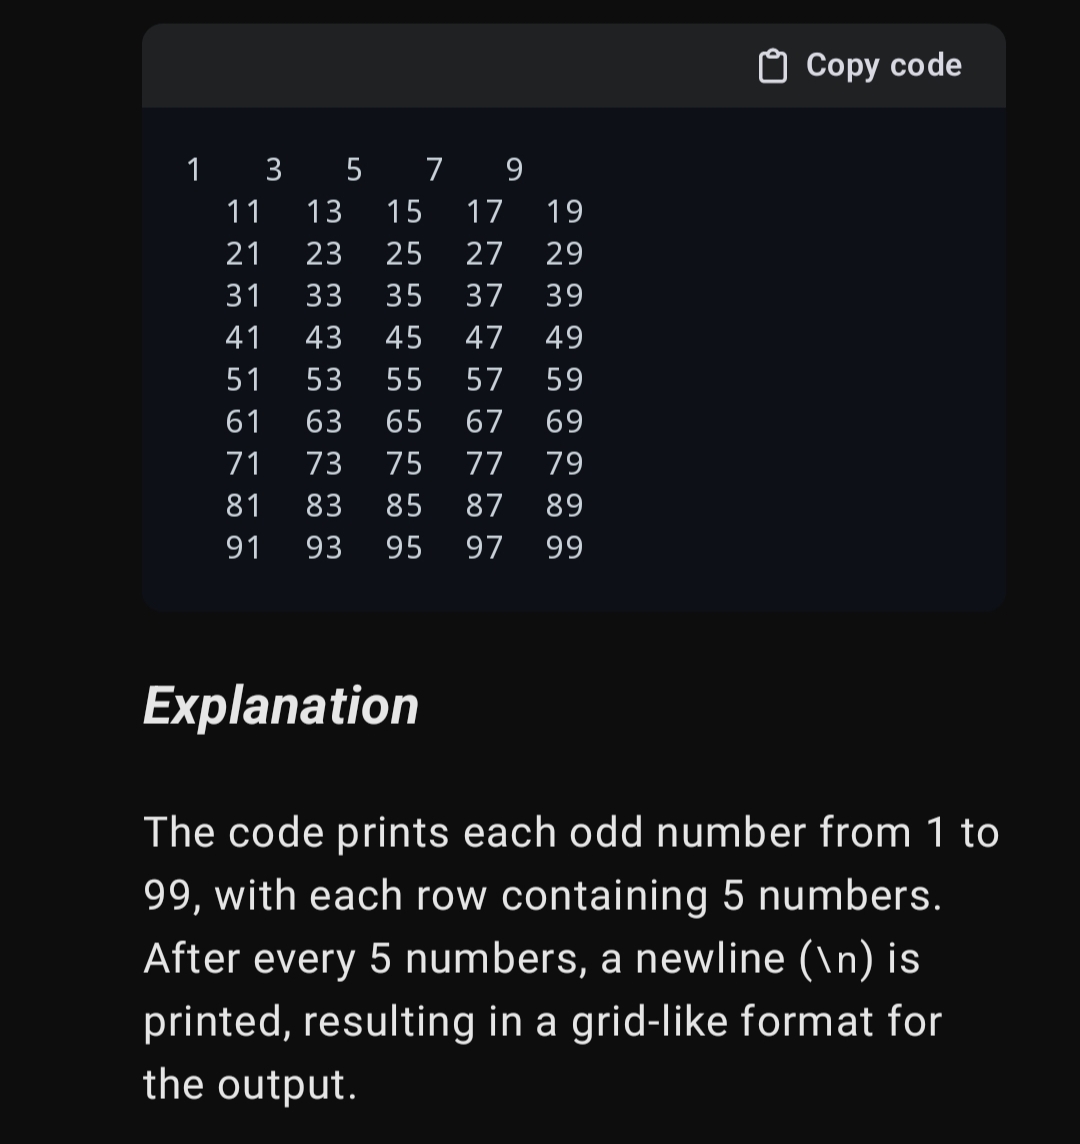 Copy code
1 3 5 7 9
11 13 15 17 19
21 23 25 27 29
31 33 35 37 39
41 43 45 47 49
51 53 55 57 59
61 63 65 67 69
71 73 75 77 79
81 83 85 87 89
91 93 95 97 99
Explanation
The code prints each odd number from 1 to
99, with each row containing 5 numbers.
After every 5 numbers, a newline (\n) is
printed, resulting in a grid-like format for
the output.